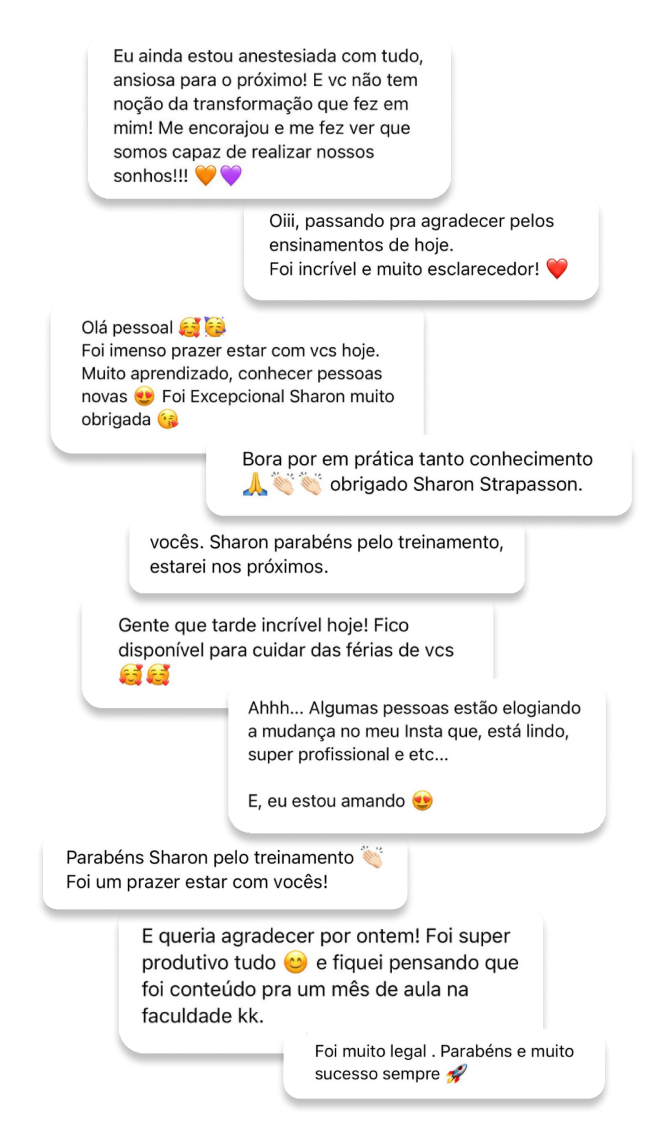 Eu ainda estou anestesiada com tudo,
ansiosa para o próximo! E vc não tem
noção da transformação que fez em
mim! Me encorajou e me fez ver que
somos capaz de realizar nossos
sonhos!!! 🧡💜
Oiii, passando pra agradecer pelos
ensinamentos de hoje.
Foi incrível e muito esclarecedor! ❤️
Olá pessoal 🥰🥳
Foi imenso prazer estar com vcs hoje.
Muito aprendizado, conhecer pessoas
novas 😍 Foi Excepcional Sharon muito
obrigada 😘
Bora por em prática tanto conhecimento
🙏👏🏻👏🏻 obrigado Sharon Strapasson.
vocês. Sharon parabéns pelo treinamento,
estarei nos próximos.
Gente que tarde incrível hoje! Fico
disponível para cuidar das férias de vcs
🥰🥰
Ahhh... Algumas pessoas estão elogiando
a mudança no meu Insta que, está lindo,
super profissional e etc...
E, eu estou amando 😍
Parabéns Sharon pelo treinamento 👏🏻
Foi um prazer estar com vocês!
E queria agradecer por ontem! Foi super
produtivo tudo 😊 e fiquei pensando que
foi conteúdo pra um mês de aula na
faculdade kk.
Foi muito legal . Parabéns e muito
sucesso sempre 🚀